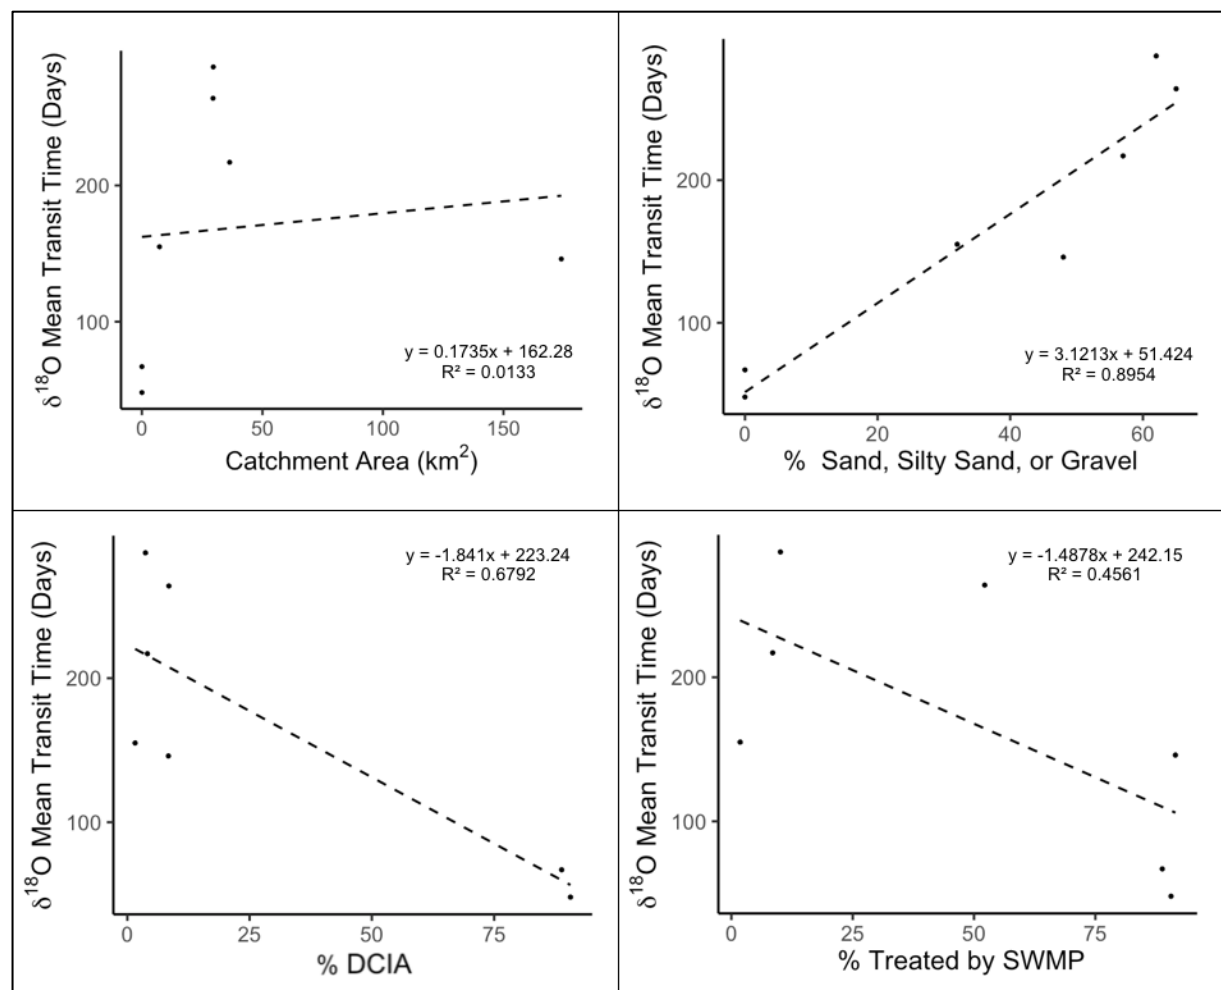 δ¹⁸O Mean Transit Time (Days)
200
100
y = 0.1735x + 162.28
R² = 0.0133
0 50 100 150
Catchment Area (km²)
δ¹⁸O Mean Transit Time (Days)
200
100
y = 3.1213x + 51.424
R² = 0.8954
0 20 40 60
% Sand, Silty Sand, or Gravel
δ¹⁸O Mean Transit Time (Days)
y = -1.841x + 223.24
R² = 0.6792
200
100
0 25 50 75
% DCIA
δ¹⁸O Mean Transit Time (Days)
y = -1.4878x + 242.15
R² = 0.4561
200
100
0 25 50 75
% Treated by SWMP